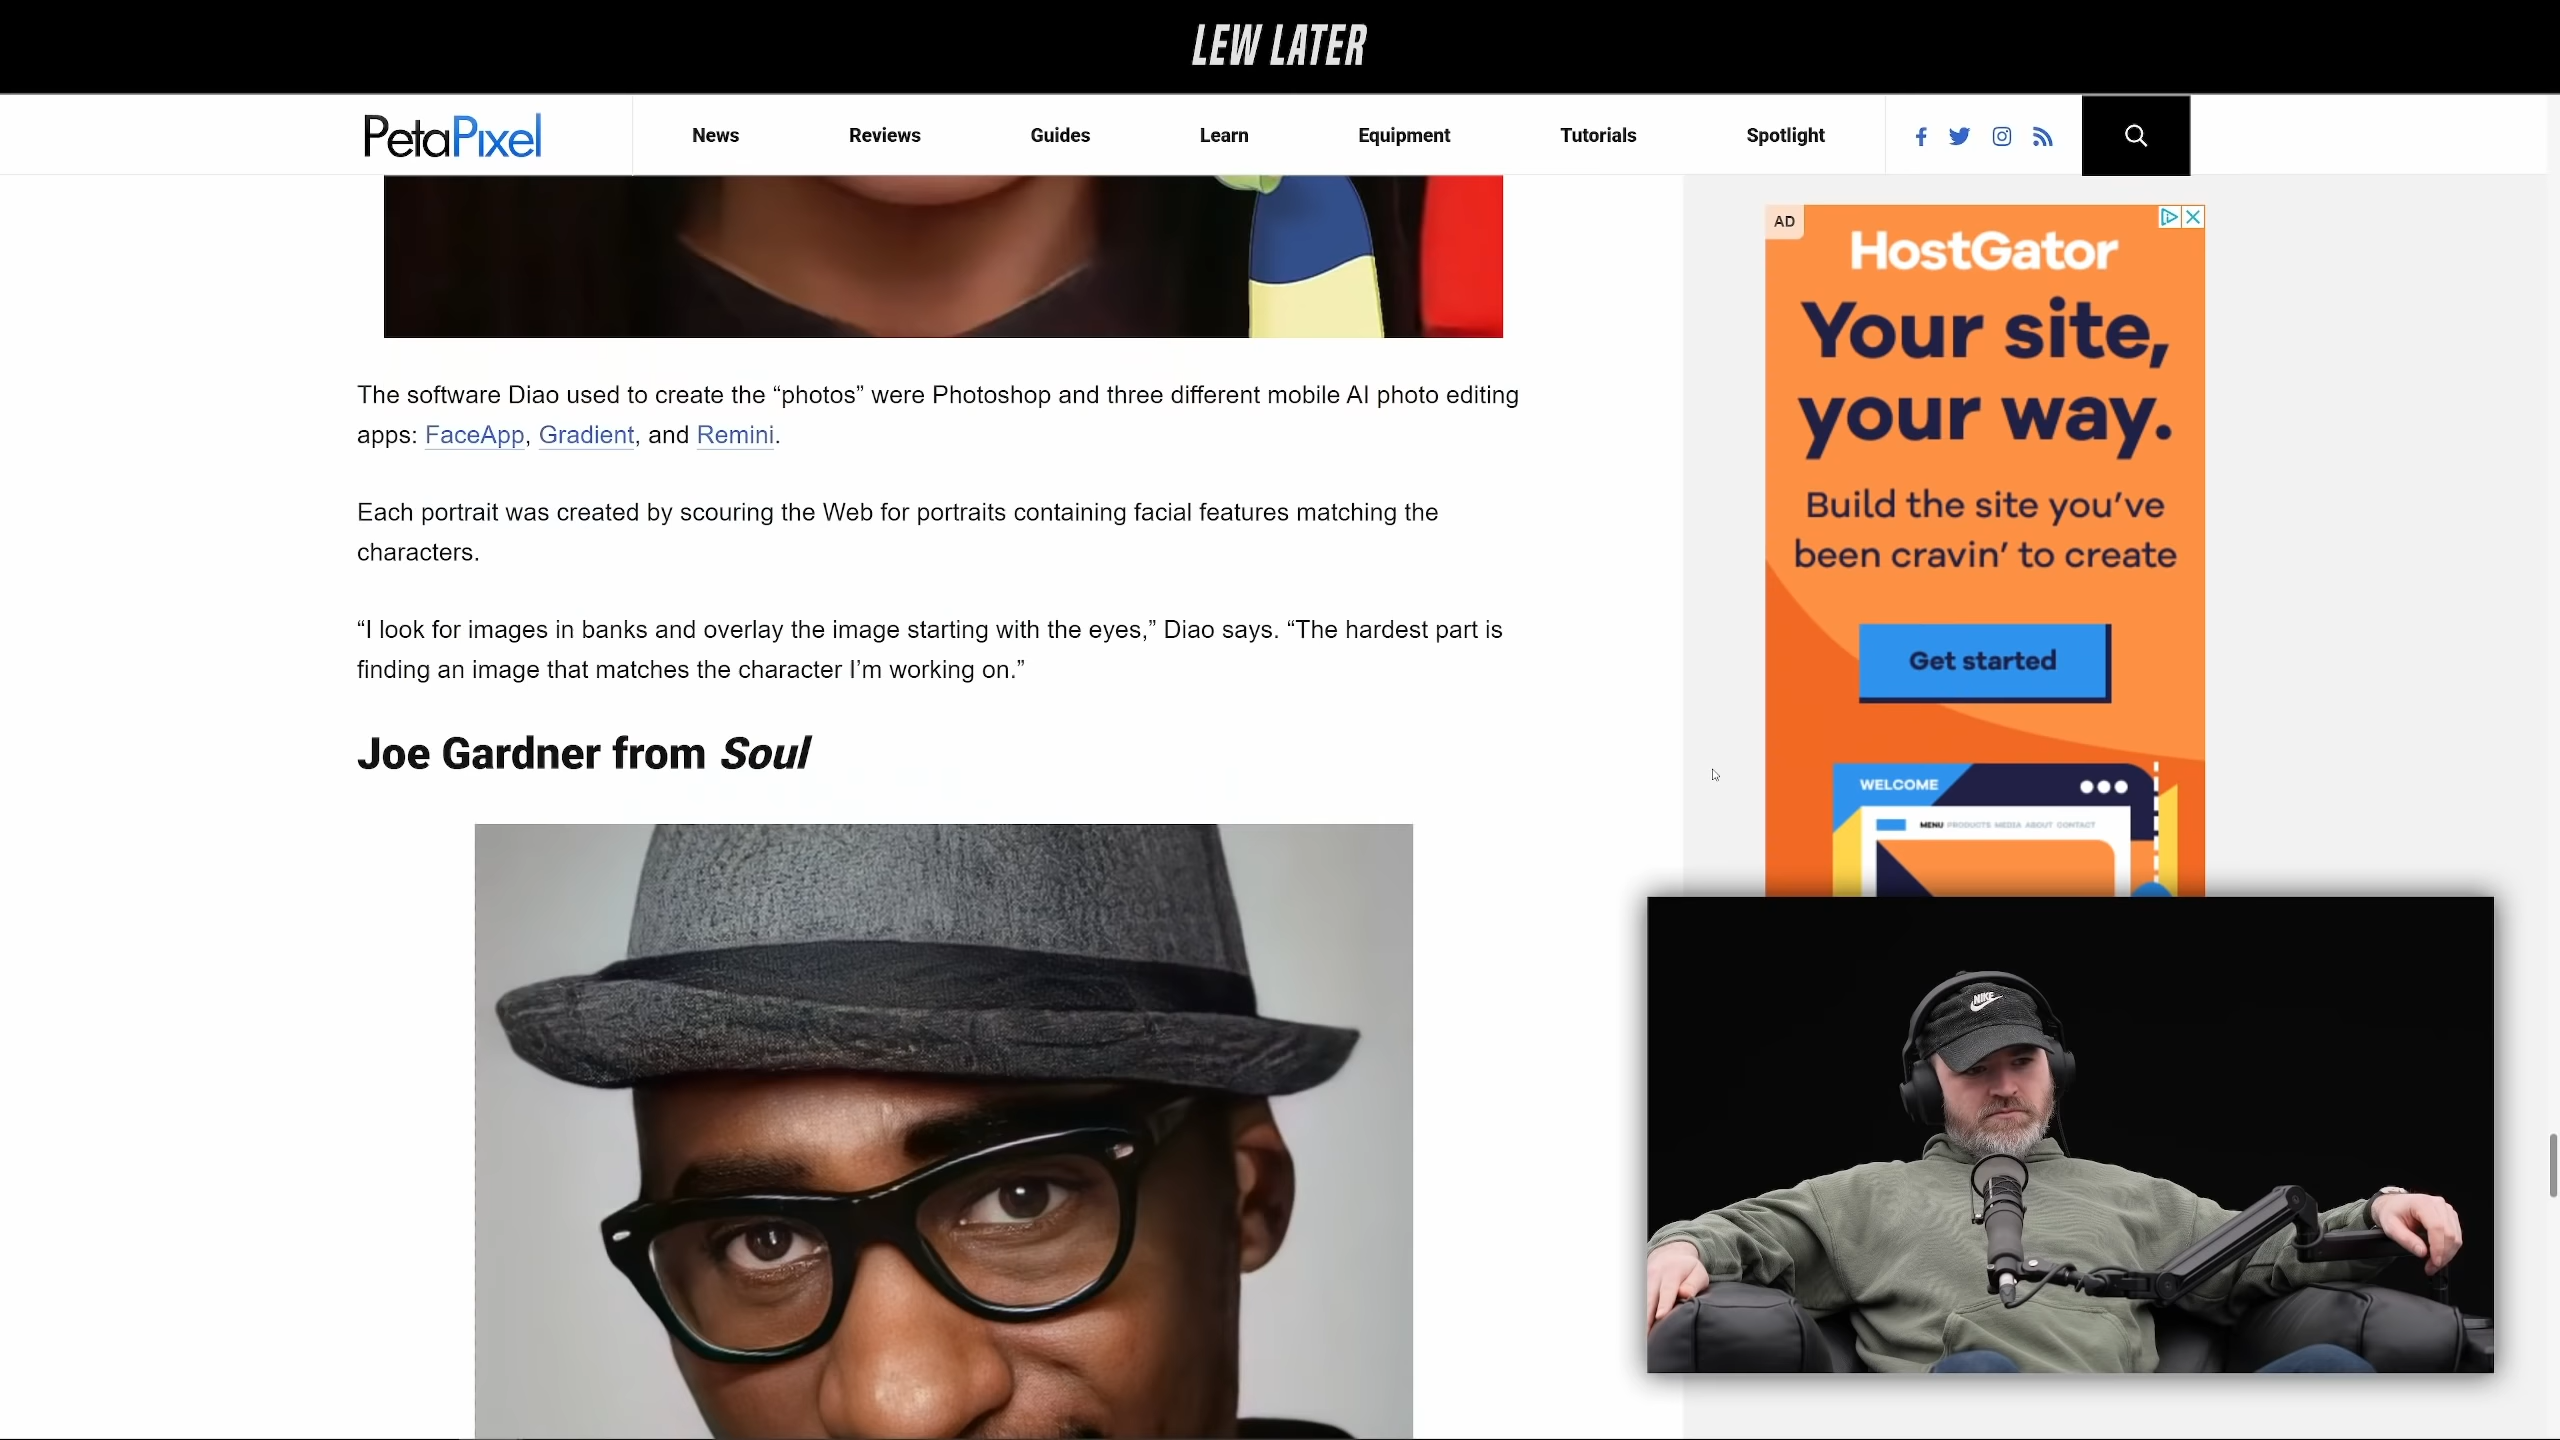 LEW LATER
PetaPixel
News
Reviews
Guides
Learn
Equipment
Tutorials
Spotlight
AD
HostGator
Your site,
your way.
Build the site you’ve
been cravin’ to create
Get started
WELCOME
MENU PRODUCTS MEDIA ABOUT CONTACT
The software Diao used to create the “photos” were Photoshop and three different mobile AI photo editing
apps: FaceApp, Gradient, and Remini.
Each portrait was created by scouring the Web for portraits containing facial features matching the
characters.
“I look for images in banks and overlay the image starting with the eyes,” Diao says. “The hardest part is
finding an image that matches the character I’m working on.”
Joe Gardner from Soul
NIKE